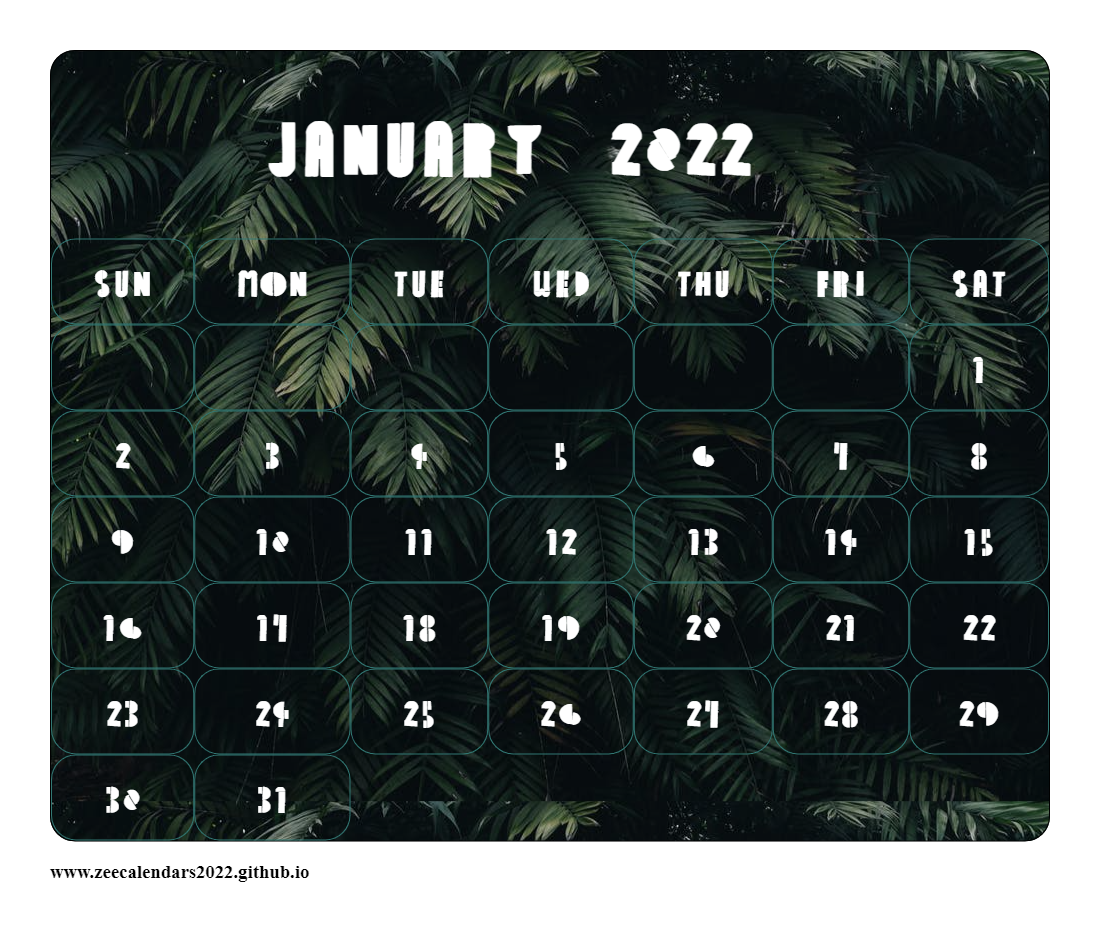 JANUARY 2022
SUN MON TUE WED THU FRI SAT
1
2 3 4 5 6 7 8
9 10 11 12 13 14 15
16 17 18 19 20 21 22
23 24 25 26 27 28 29
30 31
www.zeecalendars2022.github.io